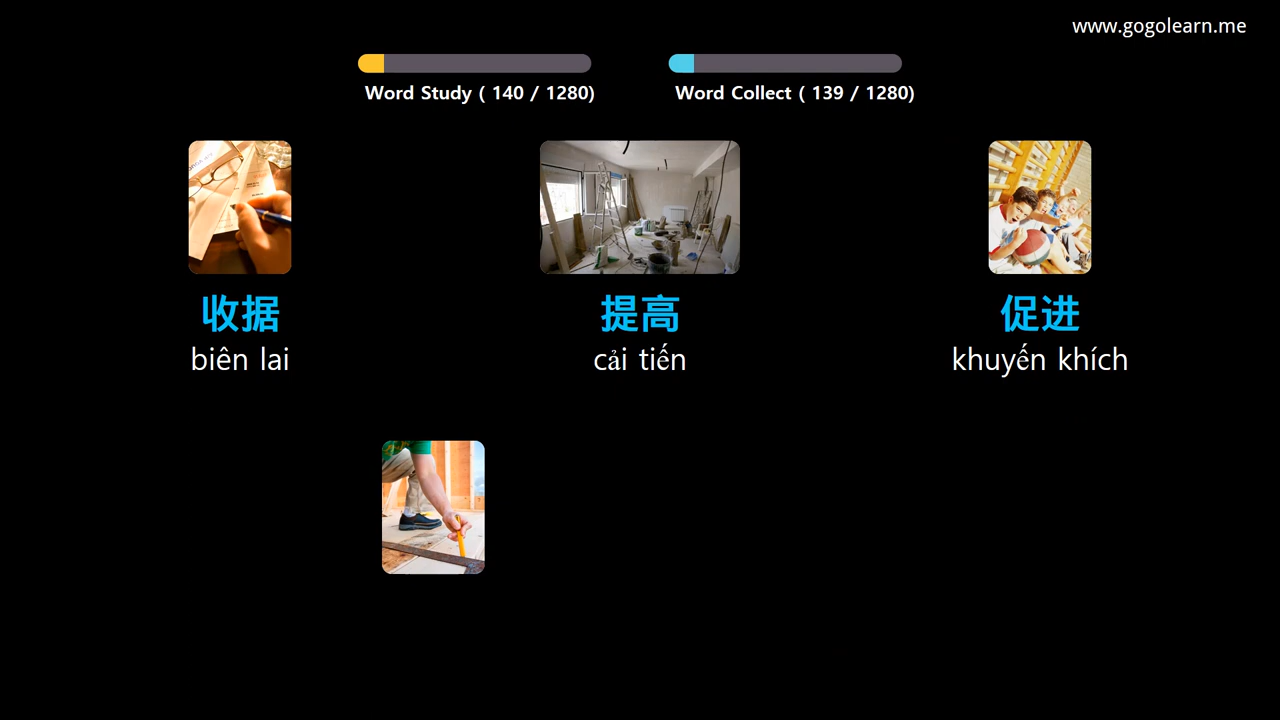 www.gogolearn.me
Word Study ( 140 / 1280)
Word Collect ( 139 / 1280)
收据
biên lai
提高
cải tiến
促进
khuyến khích